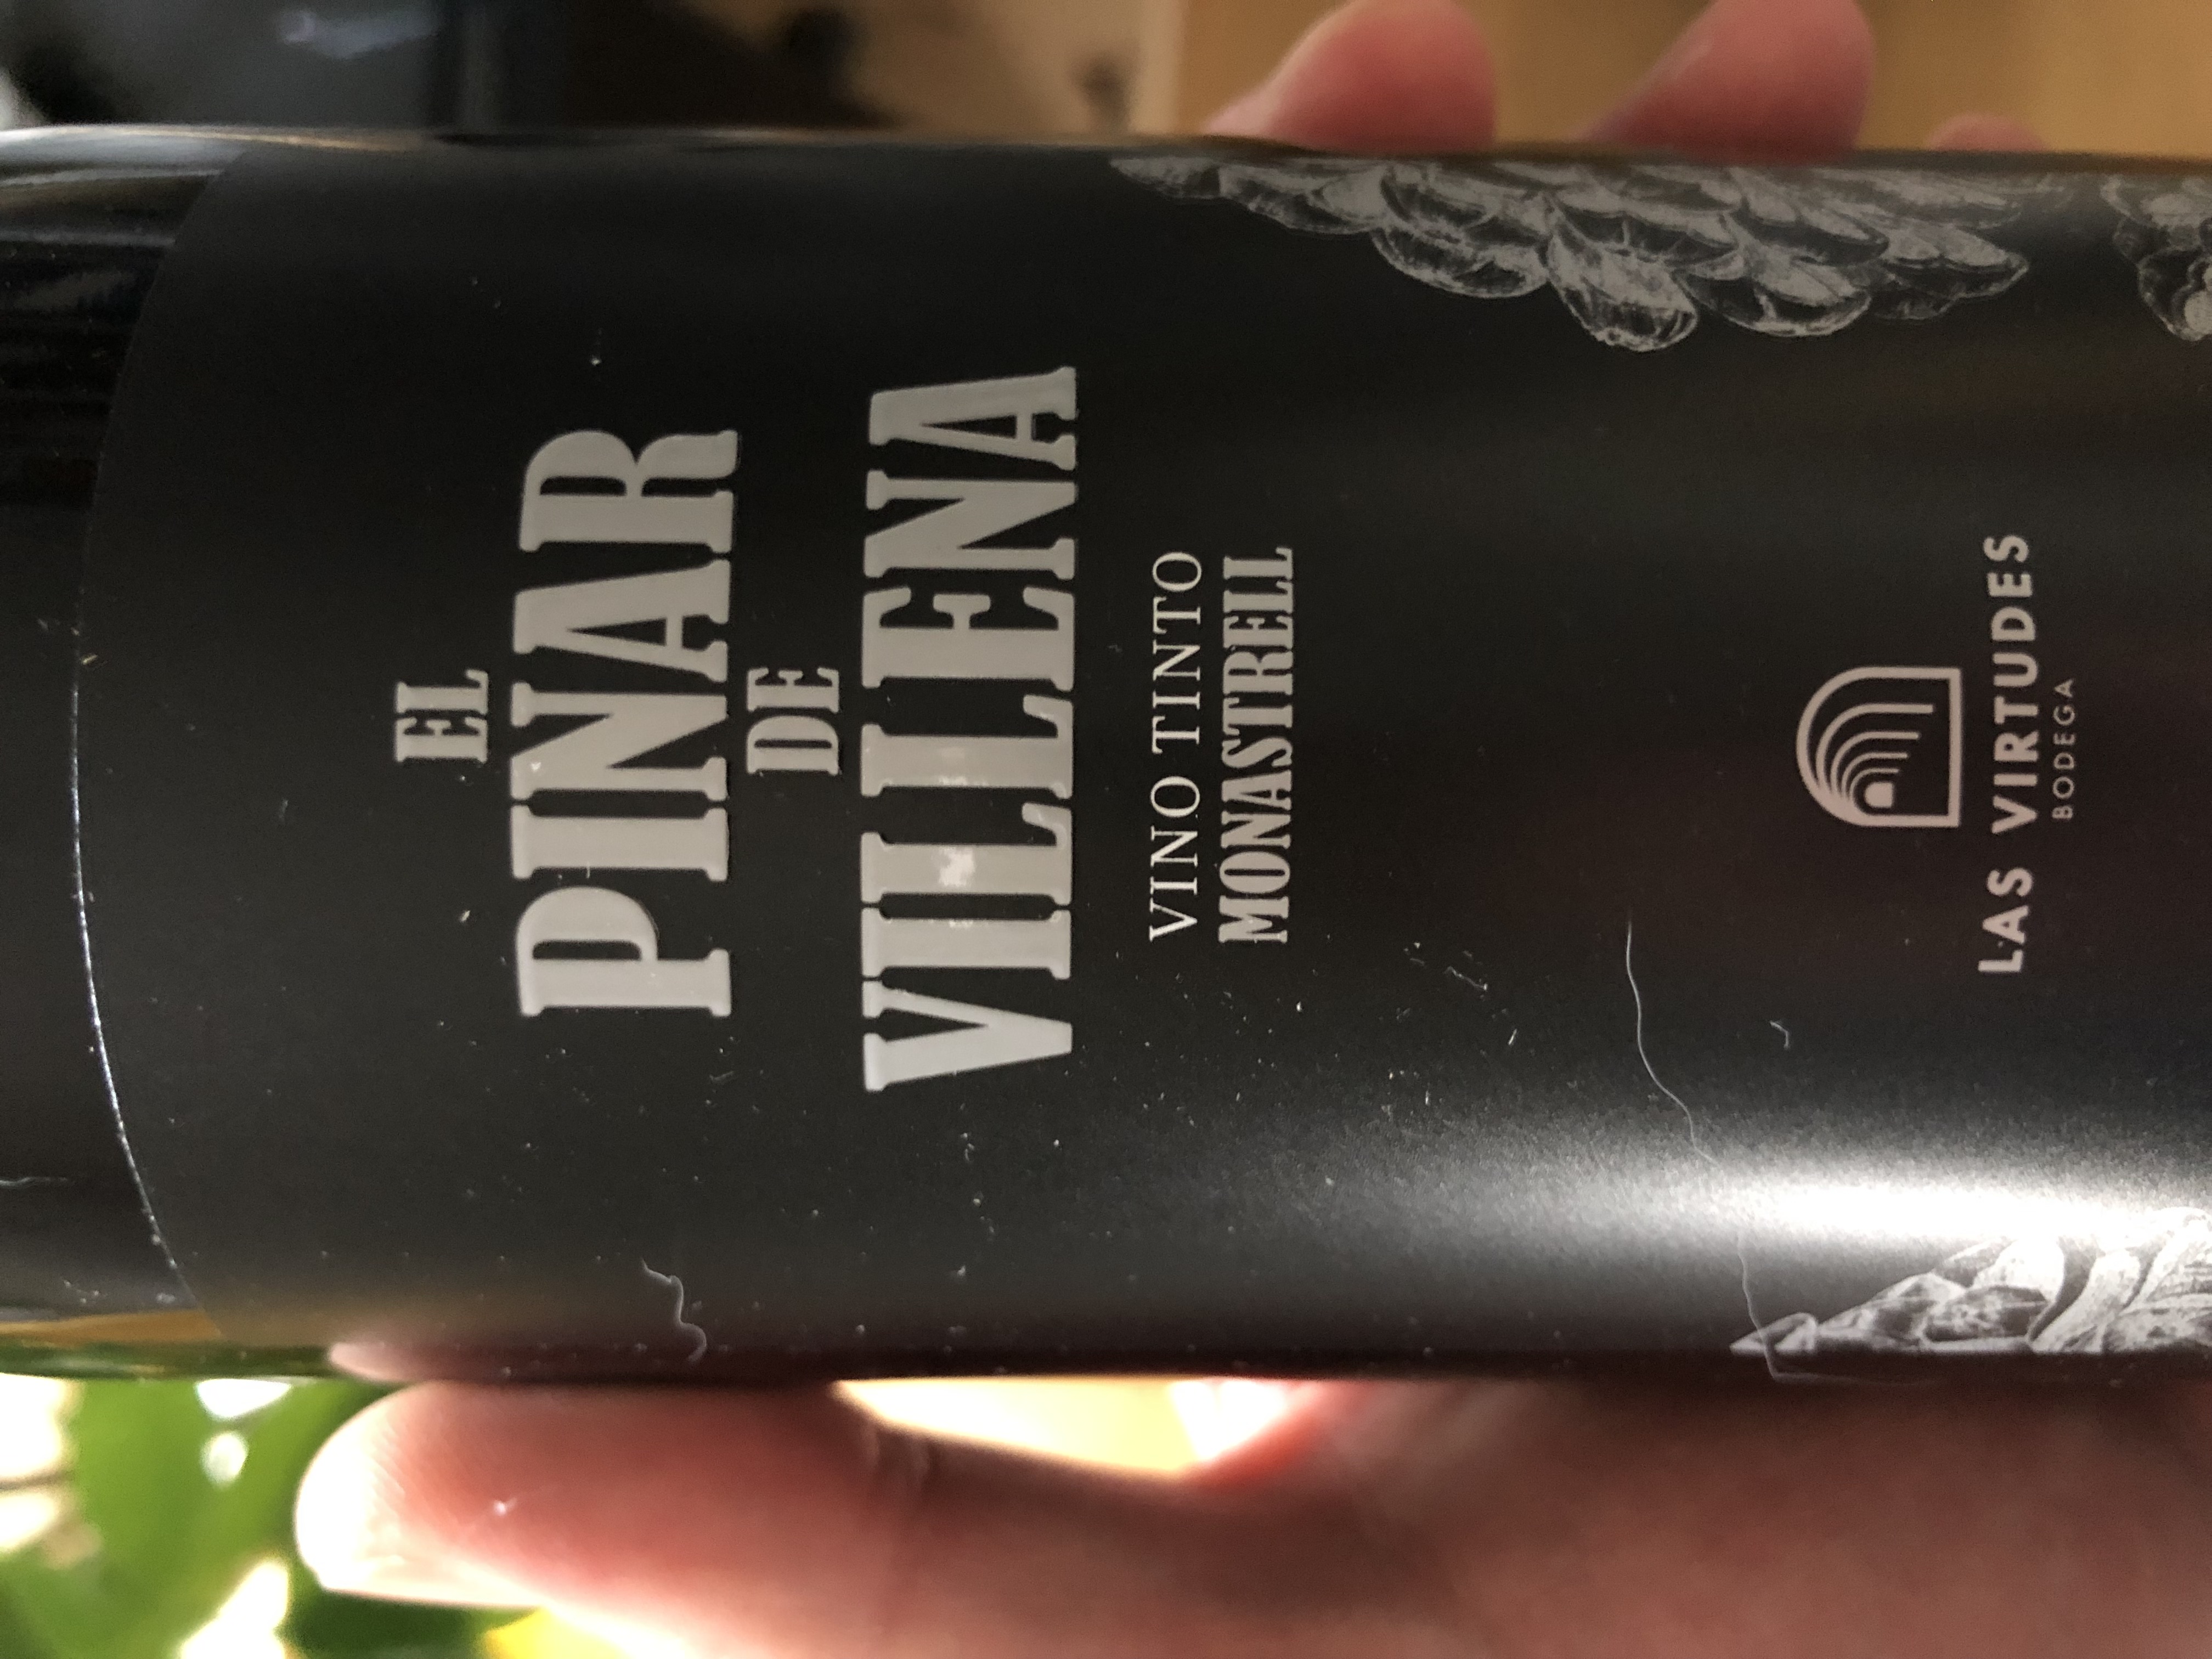 EL
PINAR
DE
VILLENA
VINO TINTO
MONASTRELL
LAS VIRTUDES
BODEGA